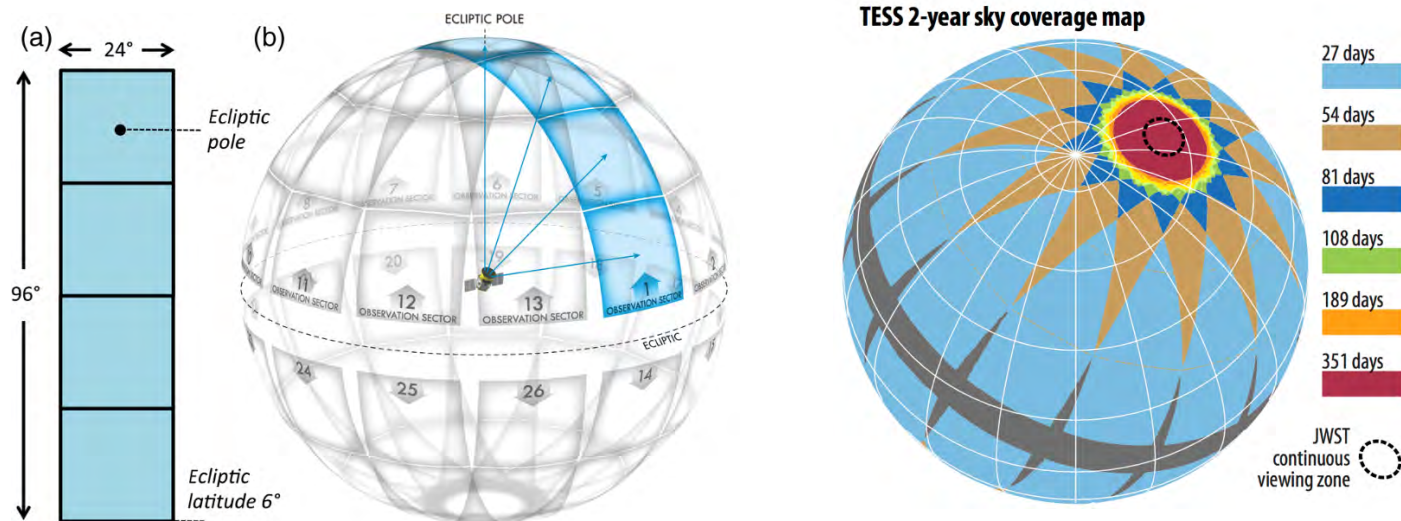 (a)
24°
96°
Ecliptic
pole
Ecliptic
latitude 6°
(b)
ECLIPTIC POLE
7
OBSERVATION SECTOR
6
OBSERVATION SECTOR
5
8
20
19
2
11
OBSERVATION SECTOR
12
OBSERVATION SECTOR
13
OBSERVATION SECTOR
1
OBSERVATION SECTOR
ECLIPTIC
24
25
26
14
TESS 2-year sky coverage map
27 days
54 days
81 days
108 days
189 days
351 days
JWST
continuous
viewing zone